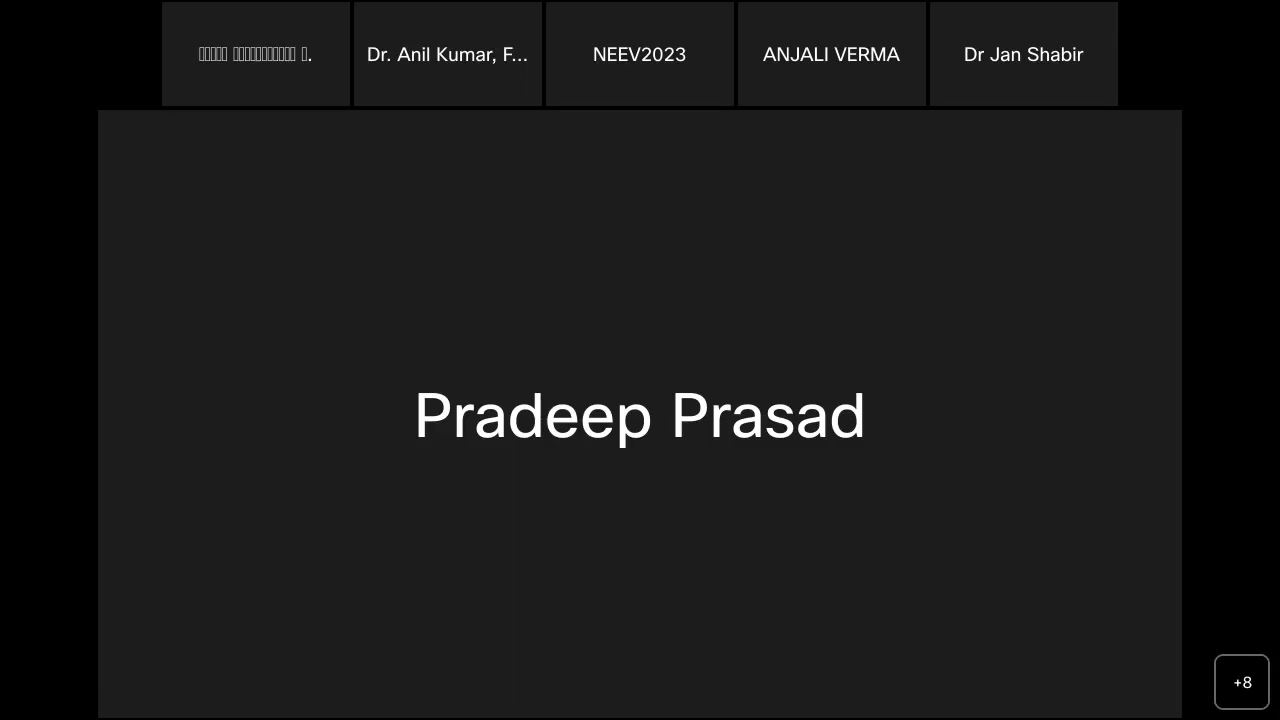 Dr. Anil Kumar, F...
NEEV2023
ANJALI VERMA
Dr Jan Shabir
Pradeep Prasad
+8